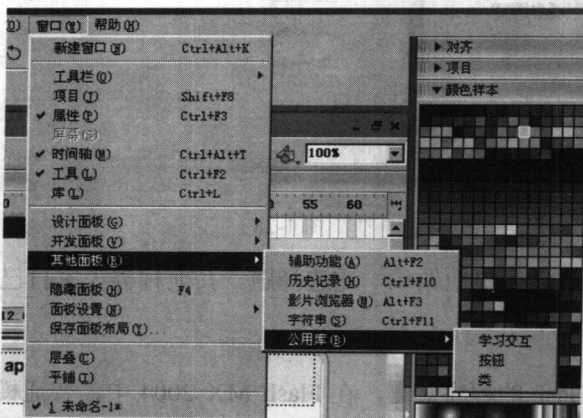 窗口(W) 帮助(H)
新建窗口(N) Ctrl+Alt+K
工具栏(O)
项目(T) Shift+F8
✔ 属性(P) Ctrl+F3
屏幕(S)
✔ 时间轴(M) Ctrl+Alt+T
✔ 工具(L) Ctrl+F2
库(L) Ctrl+L
设计面板(G)
开发面板(V)
其他面板(R)
隐藏面板(H) F4
面板设置(N)
保存面板布局(Y)...
层叠(C)
平铺(I)
✔ 1 未命名-1*
辅助功能(A) Alt+F2
历史记录(H) Ctrl+F10
影片浏览器(M) Alt+F3
字符串(S) Ctrl+F11
公用库(B)
学习交互
按钮
类
100%
55 60
对齐
项目
颜色样本
ap